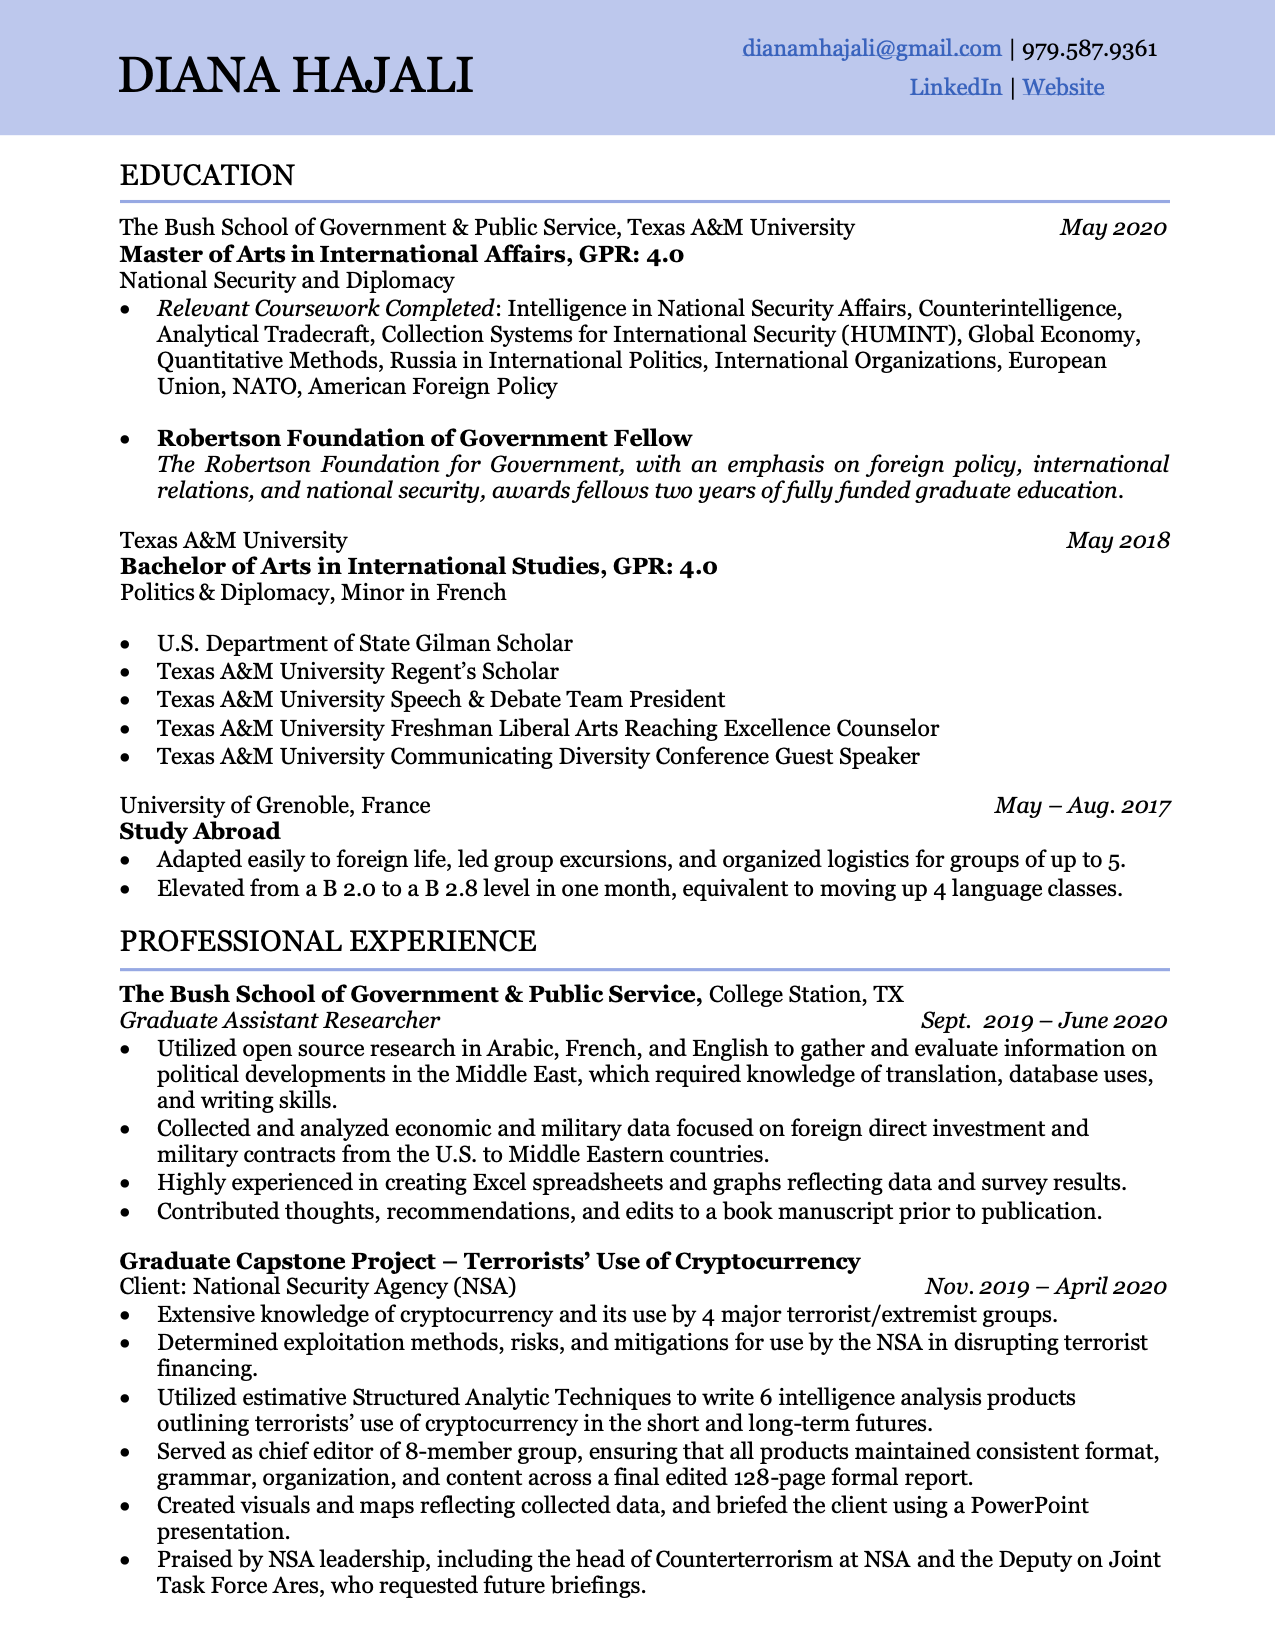 DIANA HAJALI
dianamhajali@gmail.com | 979.587.9361
LinkedIn | Website
EDUCATION
The Bush School of Government & Public Service, Texas A&M University May 2020
Master of Arts in International Affairs, GPR: 4.0
National Security and Diplomacy
• Relevant Coursework Completed: Intelligence in National Security Affairs, Counterintelligence,
Analytical Tradecraft, Collection Systems for International Security (HUMINT), Global Economy,
Quantitative Methods, Russia in International Politics, International Organizations, European
Union, NATO, American Foreign Policy
• Robertson Foundation of Government Fellow
The Robertson Foundation for Government, with an emphasis on foreign policy, international
relations, and national security, awards fellows two years of fully funded graduate education.
Texas A&M University May 2018
Bachelor of Arts in International Studies, GPR: 4.0
Politics & Diplomacy, Minor in French
• U.S. Department of State Gilman Scholar
• Texas A&M University Regent’s Scholar
• Texas A&M University Speech & Debate Team President
• Texas A&M University Freshman Liberal Arts Reaching Excellence Counselor
• Texas A&M University Communicating Diversity Conference Guest Speaker
University of Grenoble, France May – Aug. 2017
Study Abroad
• Adapted easily to foreign life, led group excursions, and organized logistics for groups of up to 5.
• Elevated from a B 2.0 to a B 2.8 level in one month, equivalent to moving up 4 language classes.
PROFESSIONAL EXPERIENCE
The Bush School of Government & Public Service, College Station, TX
Graduate Assistant Researcher Sept. 2019 – June 2020
• Utilized open source research in Arabic, French, and English to gather and evaluate information on
political developments in the Middle East, which required knowledge of translation, database uses,
and writing skills.
• Collected and analyzed economic and military data focused on foreign direct investment and
military contracts from the U.S. to Middle Eastern countries.
• Highly experienced in creating Excel spreadsheets and graphs reflecting data and survey results.
• Contributed thoughts, recommendations, and edits to a book manuscript prior to publication.
Graduate Capstone Project – Terrorists’ Use of Cryptocurrency
Client: National Security Agency (NSA) Nov. 2019 – April 2020
• Extensive knowledge of cryptocurrency and its use by 4 major terrorist/extremist groups.
• Determined exploitation methods, risks, and mitigations for use by the NSA in disrupting terrorist
financing.
• Utilized estimative Structured Analytic Techniques to write 6 intelligence analysis products
outlining terrorists’ use of cryptocurrency in the short and long-term futures.
• Served as chief editor of 8-member group, ensuring that all products maintained consistent format,
grammar, organization, and content across a final edited 128-page formal report.
• Created visuals and maps reflecting collected data, and briefed the client using a PowerPoint
presentation.
• Praised by NSA leadership, including the head of Counterterrorism at NSA and the Deputy on Joint
Task Force Ares, who requested future briefings.